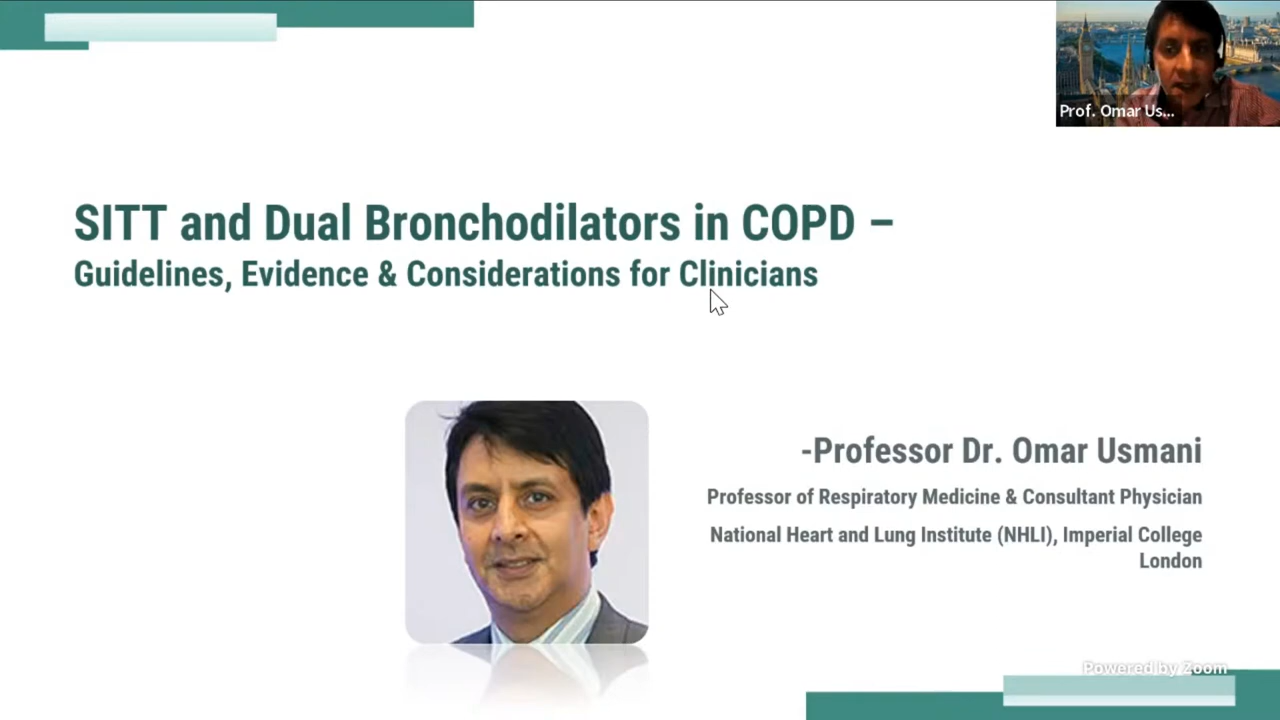 Prof. Omar Us...
SITT and Dual Bronchodilators in COPD –
Guidelines, Evidence & Considerations for Clinicians
-Professor Dr. Omar Usmani
Professor of Respiratory Medicine & Consultant Physician
National Heart and Lung Institute (NHLI), Imperial College
London
Powered by Zoom